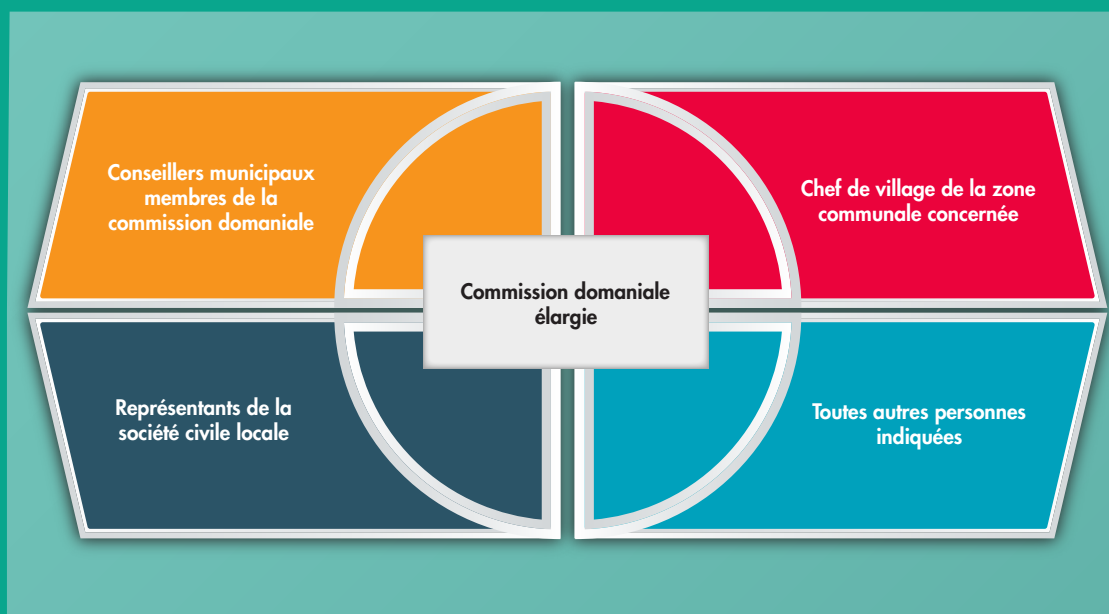 Conseillers municipaux
membres de la
commission domaniale
Chef de village de la zone
communale concernée
Commission domaniale
élargie
Représentants de la
société civile locale
Toutes autres personnes
indiquées